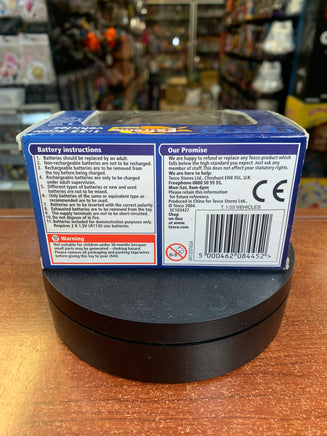 Battery instructions
1. Batteries should be replaced by an adult.
2. Non-rechargeable batteries are not to be recharged.
3. Rechargeable batteries are to be removed from
the toy before being charged.
4. Rechargeable batteries are only to be charged
under adult supervision.
5. Different types of batteries or new and used
batteries are not to be mixed.
6. Only batteries of the same or equivalent type as
recommended are to be used.
7. Batteries are to be inserted with the correct polarity.
8. Exhausted batteries are to be removed from the toy.
9. The supply terminals are not to be short-circuited.
10. Do not dispose of in fire.
11. Batteries included for demonstration purposes only.
Requires 2 X 1.5V LR1130 size batteries
Warning
Not suitable for children under 36 months because
small parts may be generated - choking hazard.
Please remove all packaging and packing tags/wires
before giving this toy to your child.
Our Promise
We are happy to refund or replace any Tesco product which
falls below the high standard you expect. Just ask any
member of staff. This does not affect your statutory rights.
Tesco Stores Ltd., Cheshunt EN8 9SL, U.K.
Freephone 0800 50 55 55,
Mon-Sat, 9am-6pm
Please retain this information
for future reference.
Produced in China for Tesco Stores Ltd.,
© Tesco 2004.
SC103427
Shop
on-line
at
www.tesco.com
CE
0-3
T. 1:55 VEHICLES
5 000462 084452 >